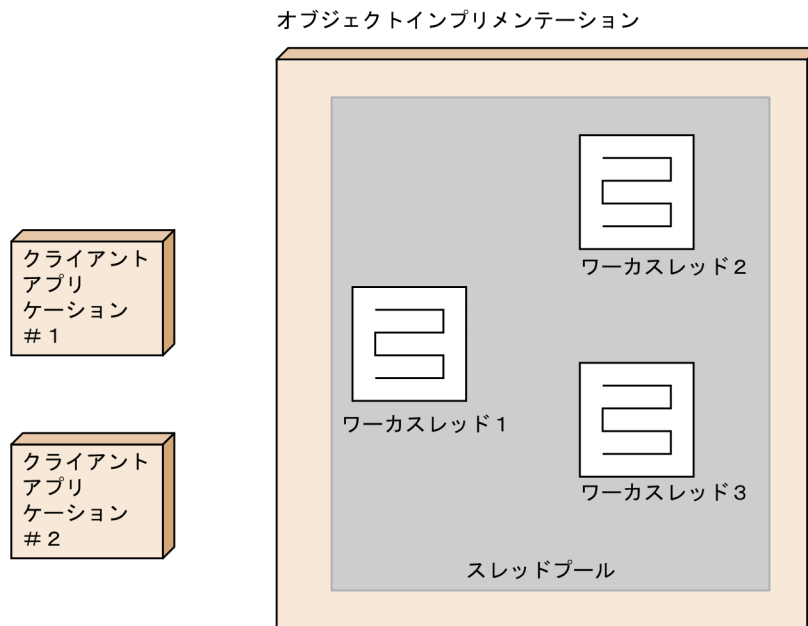 オブジェクトインプリメンテーション
ワーカスレッド２
クライアント
アプリ
ケーション
＃１
ワーカスレッド１
クライアント
アプリ
ケーション
＃２
ワーカスレッド３
スレッドプール